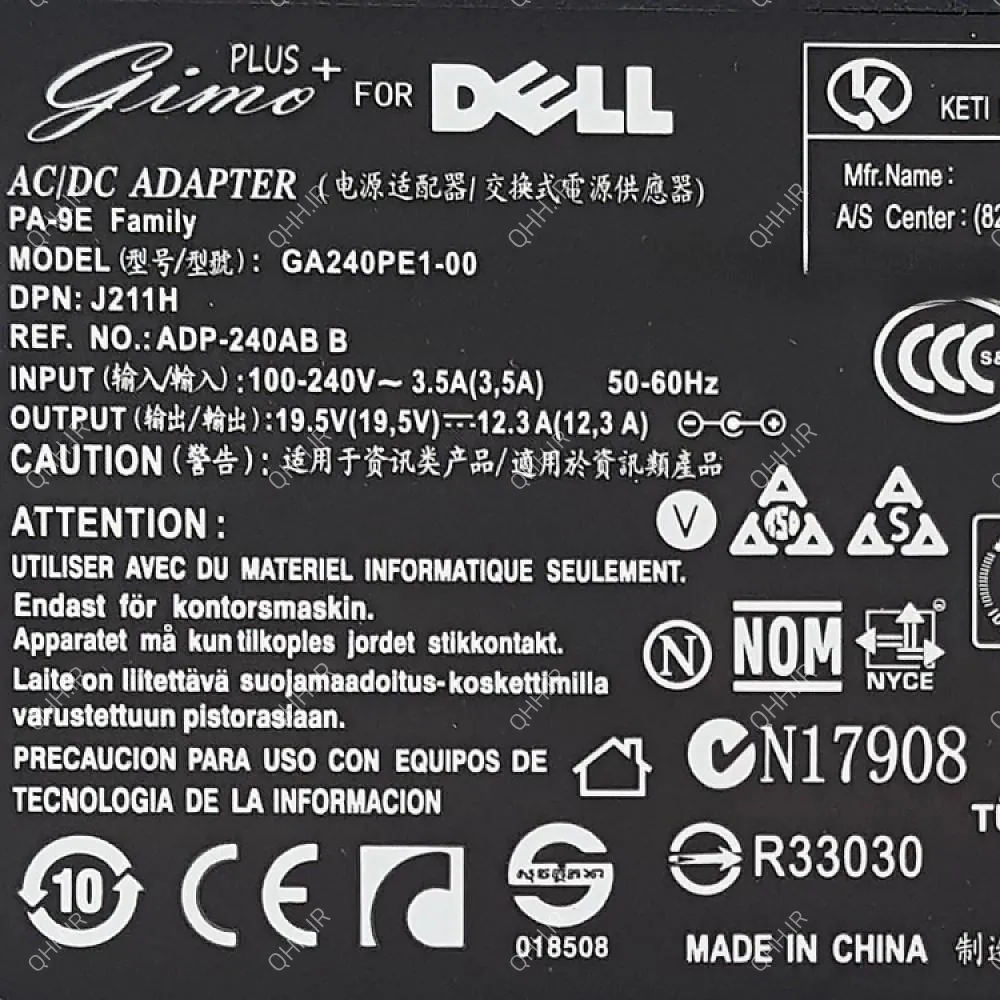 Gimo PLUS + FOR DELL
AC/DC ADAPTER (电源适配器/交换式電源供應器)
PA-9E Family
MODEL (型号/型號): GA240PE1-00
DPN: J211H
REF. NO.: ADP-240AB B
INPUT (输入/輸入): 100-240V~ 3.5A(3,5A) 50-60Hz
OUTPUT (输出/輸出): 19.5V(19,5V)⎓12.3 A(12,3 A)
CAUTION (警告): 适用于资讯类产品/適用於資訊類產品
KETI
Mfr.Name:
A/S Center: (82
CCC
S&
ATTENTION:
UTILISER AVEC DU MATERIEL INFORMATIQUE SEULEMENT.
Endast för kontorsmaskin.
Apparatet må kun tilkoples jordet stikkontakt.
Laite on liitettävä suojamaadoitus-koskettimilla
varustettuun pistorasiaan.
PRECAUCION PARA USO CON EQUIPOS DE
TECNOLOGIA DE LA INFORMACION
V
S
N
NOM
NYCE
N17908
10
CE
018508
R33030
MADE IN CHINA 制造
QHH.IR